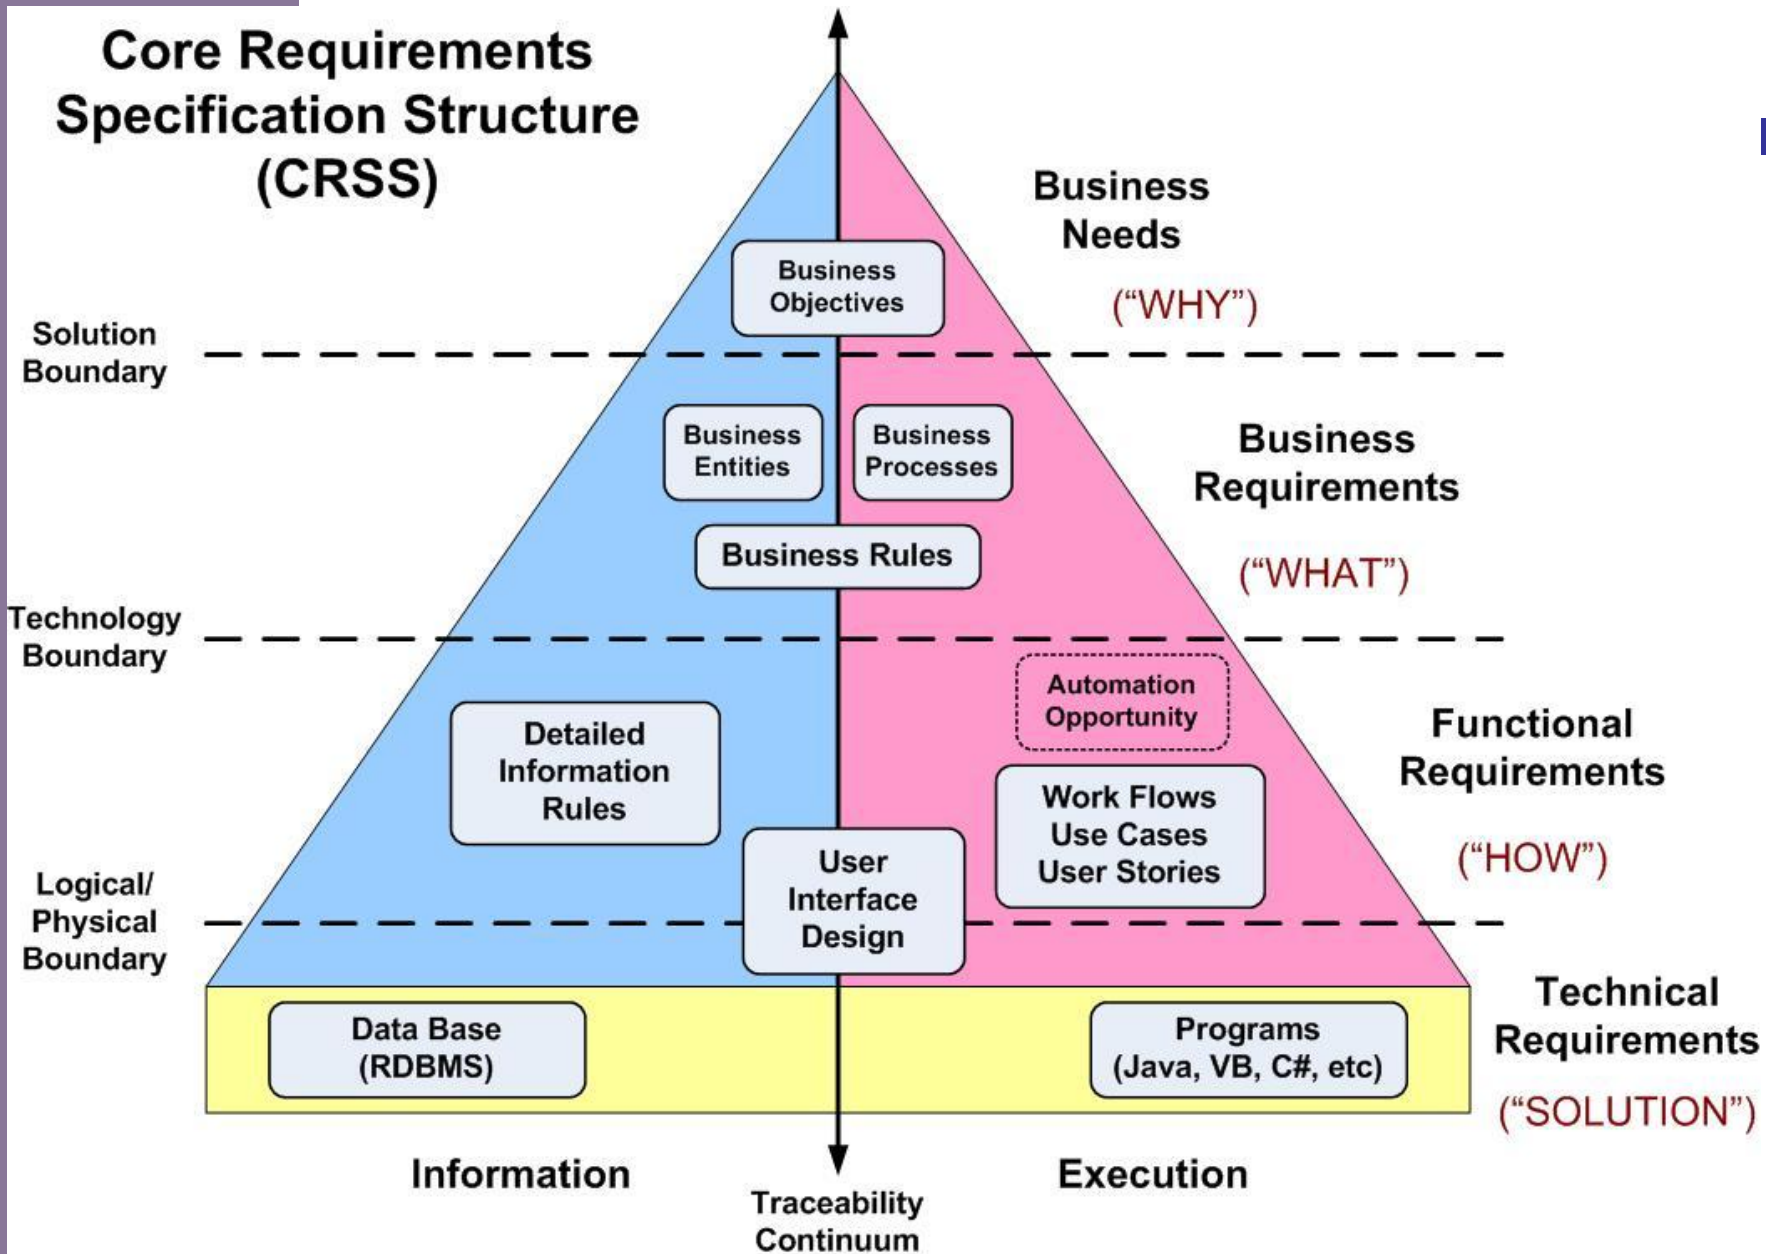 Core Requirements
Specification Structure
(CRSS)
Business
Needs
(“WHY”)
Business
Objectives
Solution
Boundary
Business
Entities
Business
Processes
Business
Requirements
Business Rules
(“WHAT”)
Technology
Boundary
Automation
Opportunity
Detailed
Information
Rules
Functional
Requirements
Work Flows
Use Cases
User Stories
(“HOW”)
User
Interface
Design
Logical/
Physical
Boundary
Technical
Requirements
(“SOLUTION”)
Data Base
(RDBMS)
Programs
(Java, VB, C#, etc)
Information
Execution
Traceability
Continuum